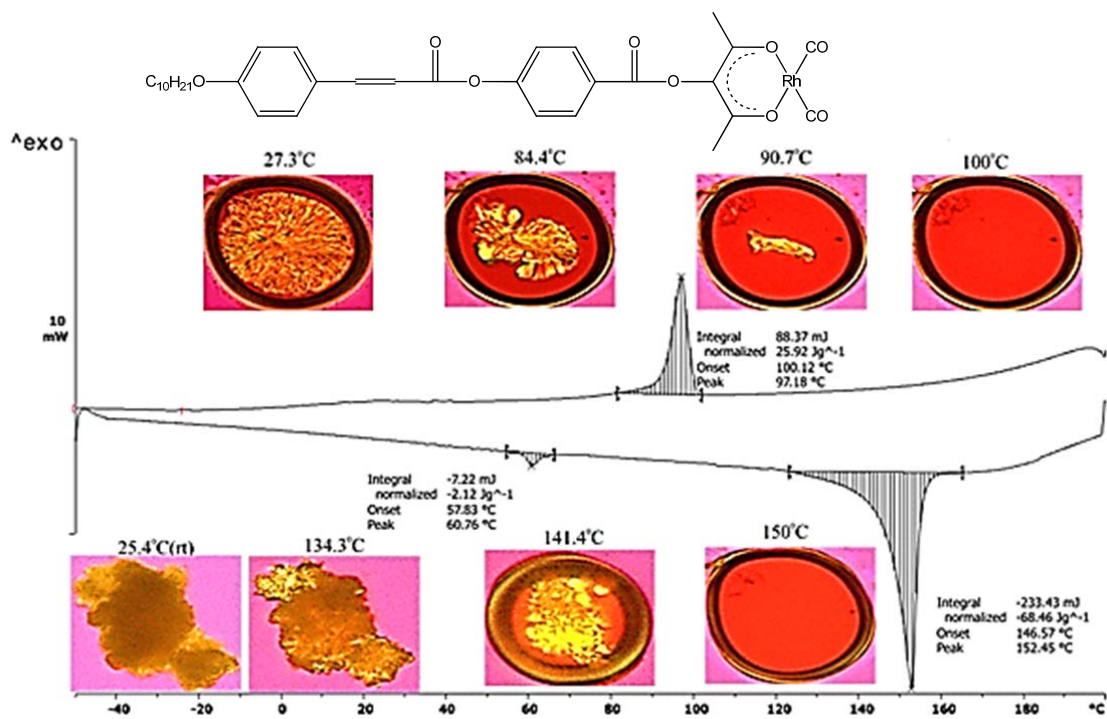 O
O
C10H21O
O
O
O
O
Rh
CO
CO
^exo
27.3°C
84.4°C
90.7°C
100°C
10
mW
Integral 88.37 mJ
normalized 25.92 Jg^-1
Onset 100.12 °C
Peak 97.18 °C
Integral -7.22 mJ
normalized -2.12 Jg^-1
Onset 57.83 °C
Peak 60.76 °C
25.4°C(rt)
134.3°C
141.4°C
150°C
Integral -233.43 mJ
normalized -68.46 Jg^-1
Onset 146.57 °C
Peak 152.45 °C
-40 -20 0 20 40 60 80 100 120 140 160 180 °C